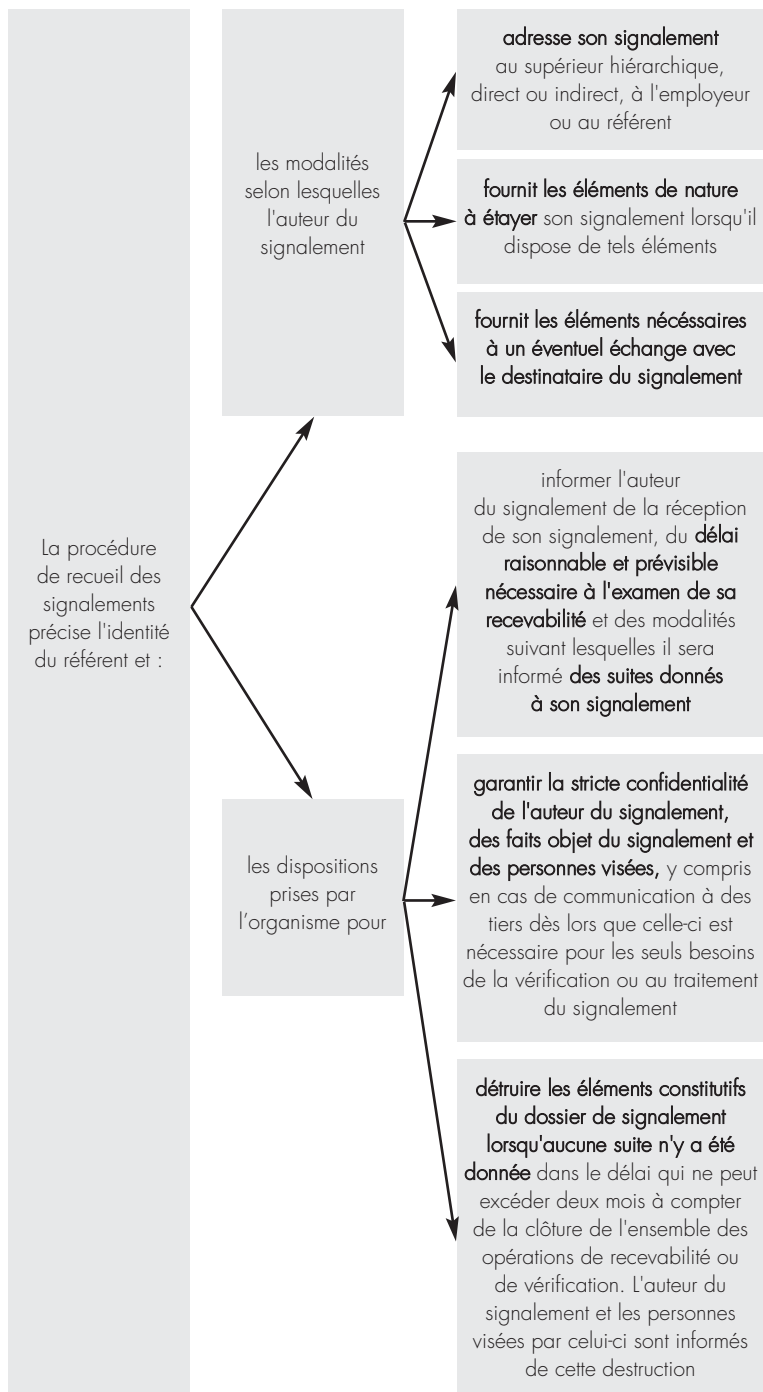 La procédure
de recueil des
signalements
précise l'identité
du référent et :
les modalités
selon lesquelles
l'auteur du
signalement
adresse son signalement
au supérieur hiérarchique,
direct ou indirect, à l'employeur
ou au référent
fournit les éléments de nature
à étayer son signalement lorsqu'il
dispose de tels éléments
fournit les éléments nécéssaires
à un éventuel échange avec
le destinataire du signalement
les dispositions
prises par
l’organisme pour
informer l'auteur
du signalement de la réception
de son signalement, du délai
raisonnable et prévisible
nécessaire à l'examen de sa
recevabilité et des modalités
suivant lesquelles il sera
informé des suites donnés
à son signalement
garantir la stricte confidentialité
de l'auteur du signalement,
des faits objet du signalement et
des personnes visées, y compris
en cas de communication à des
tiers dès lors que celle-ci est
nécessaire pour les seuls besoins
de la vérification ou au traitement
du signalement
détruire les éléments constitutifs
du dossier de signalement
lorsqu'aucune suite n'y a été
donnée dans le délai qui ne peut
excéder deux mois à compter
de la clôture de l'ensemble des
opérations de recevabilité ou
de vérification. L'auteur du
signalement et les personnes
visées par celui-ci sont informés
de cette destruction